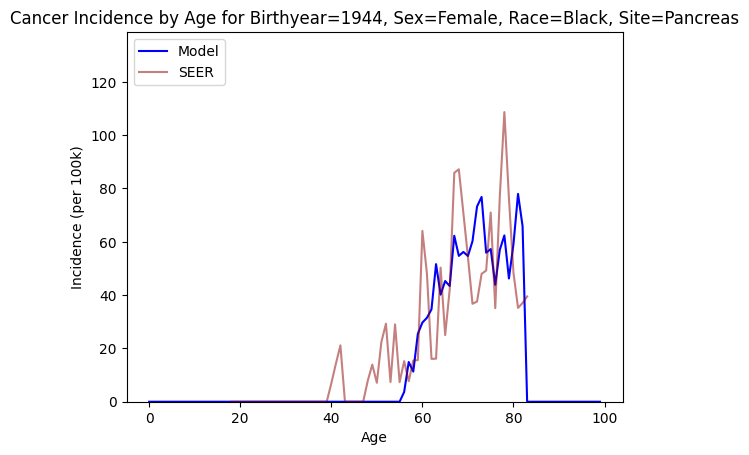 Cancer Incidence by Age for Birthyear=1944, Sex=Female, Race=Black, Site=Pancreas
Model
SEER
120
100
80
60
40
20
0
Incidence (per 100k)
0 20 40 60 80 100
Age